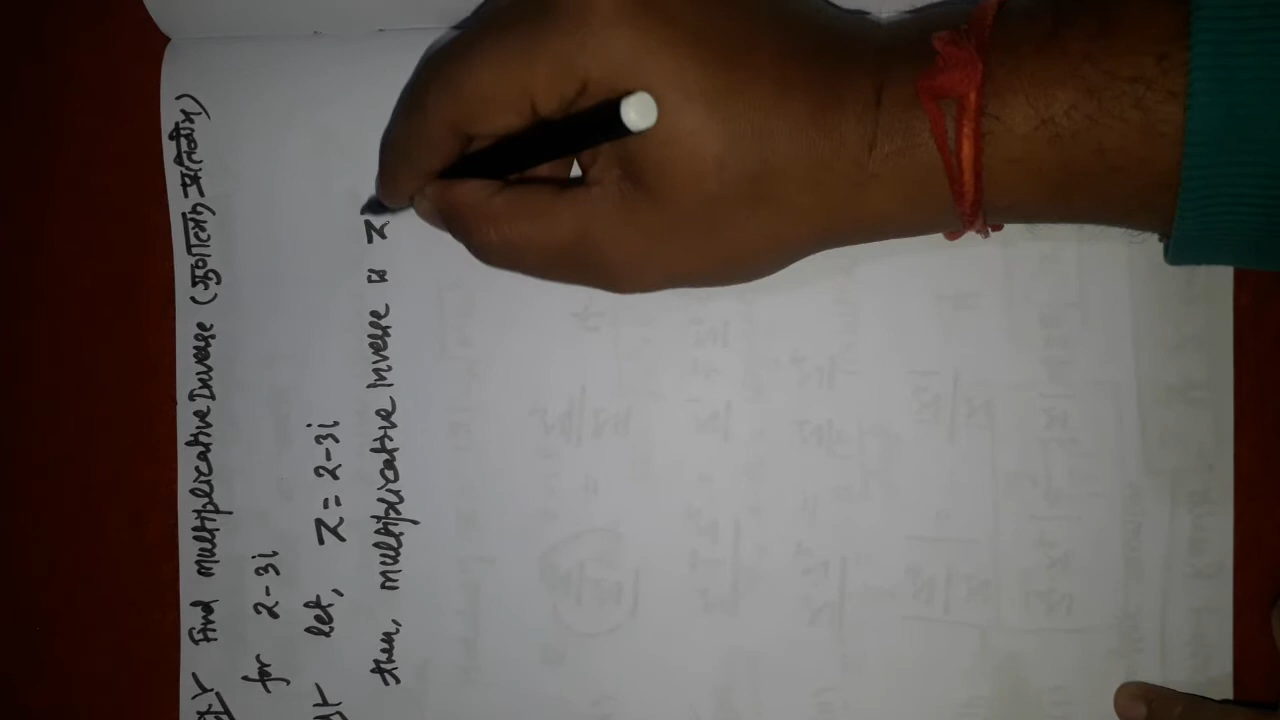 Find multiplicative Inverse (गुणात्मक प्रतिलोम)
for 2-3i
let, z = 2-3i
then, multiplicative inverse is z